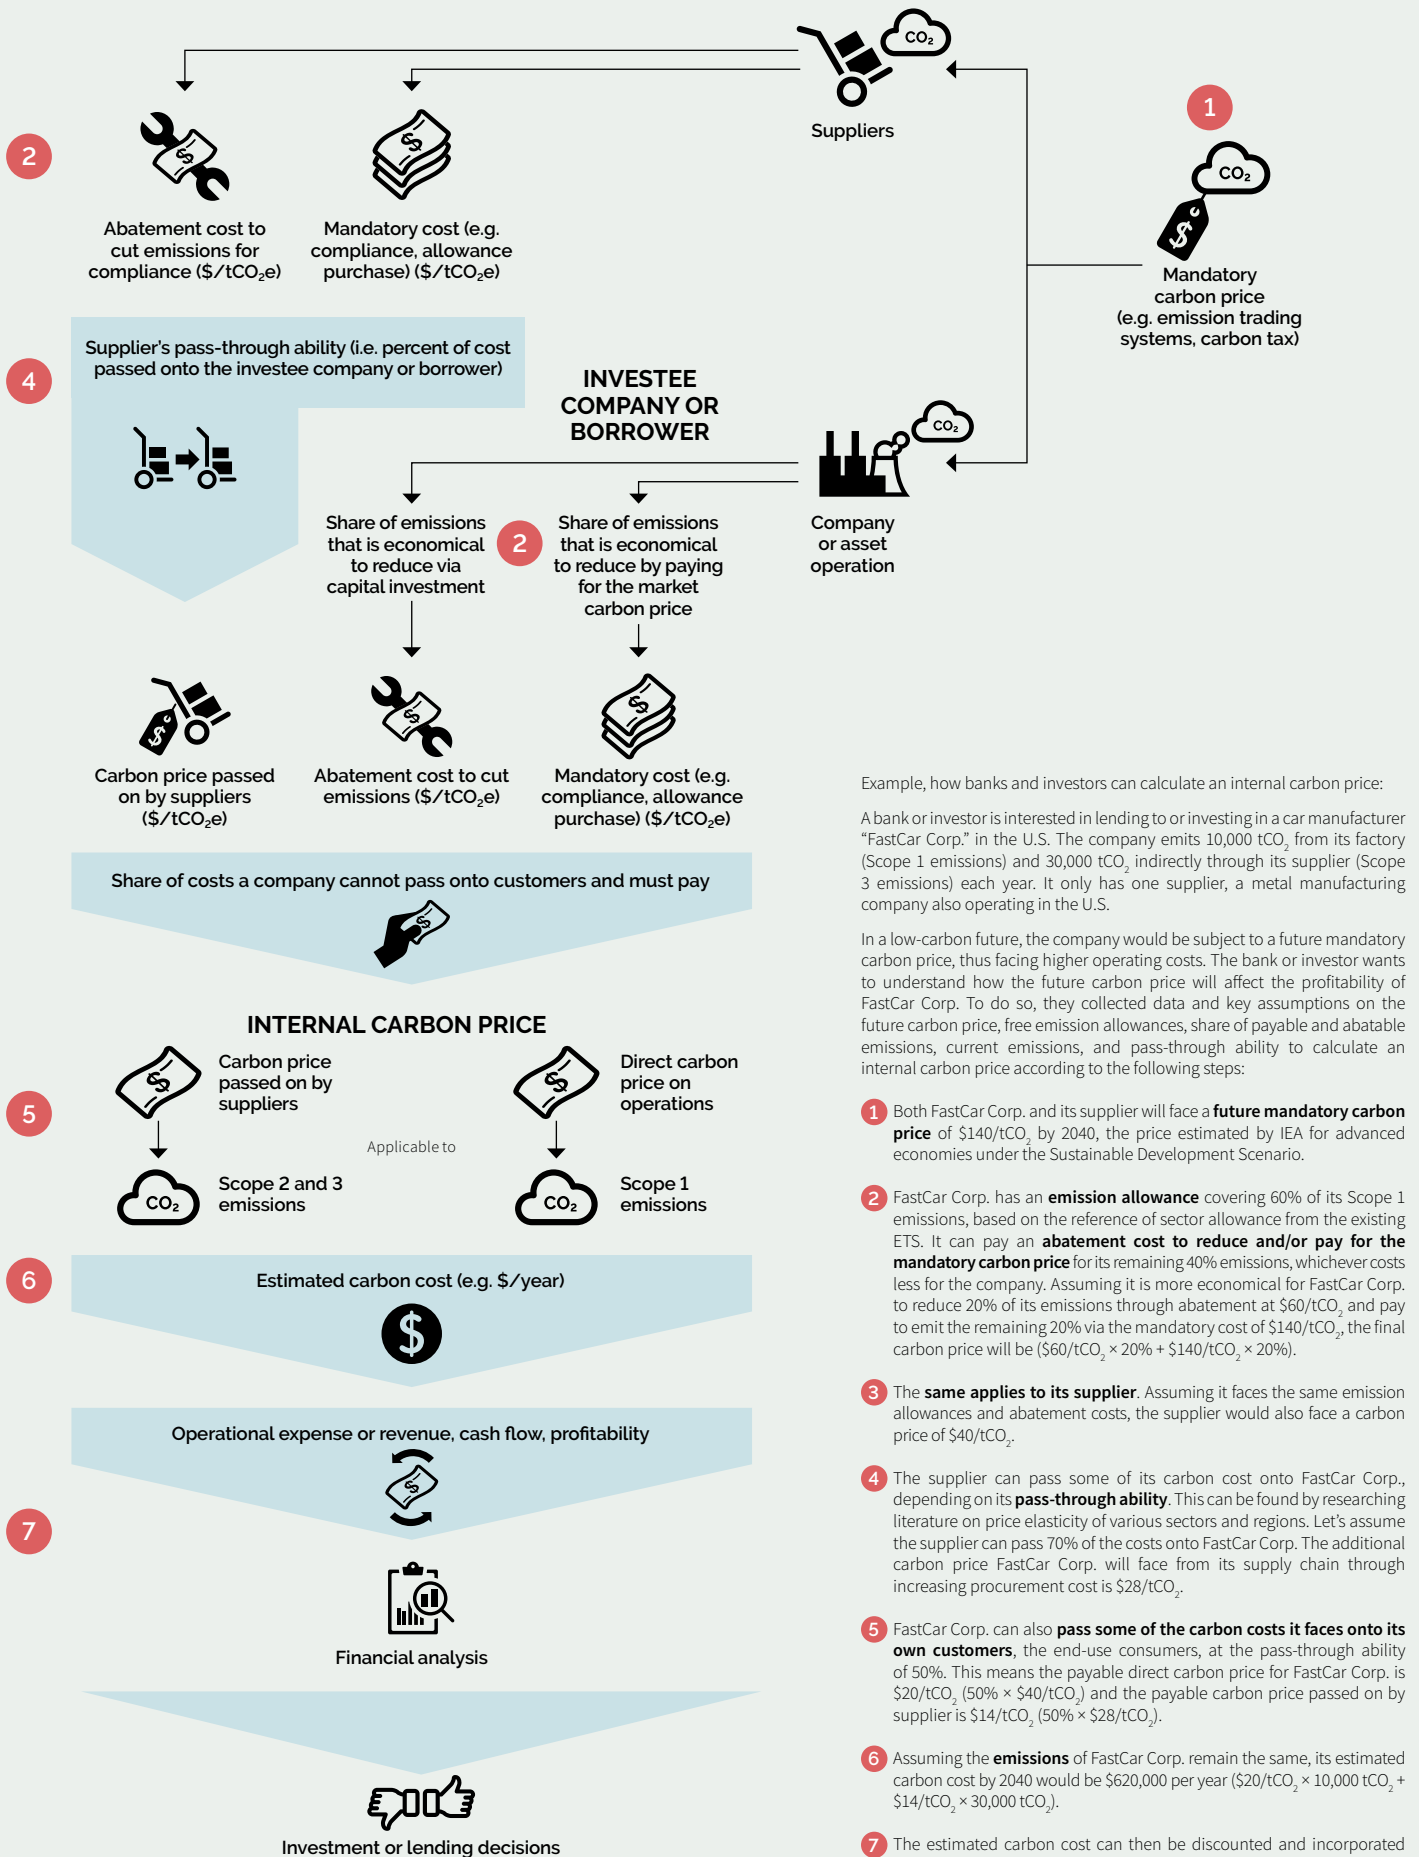 CO2
Suppliers
1
CO2
Mandatory
carbon price
(e.g. emission trading
systems, carbon tax)
2
Abatement cost to
cut emissions for
compliance ($/tCO2e)
Mandatory cost (e.g.
compliance, allowance
purchase) ($/tCO2e)
4
Supplier's pass-through ability (i.e. percent of cost
passed onto the investee company or borrower)
INVESTEE
COMPANY OR
BORROWER
CO2
Company
or asset
operation
Share of emissions
that is economical
to reduce via
capital investment
2
Share of emissions
that is economical
to reduce by paying
for the market
carbon price
Carbon price passed
on by suppliers
($/tCO2e)
Abatement cost to cut
emissions ($/tCO2e)
Mandatory cost (e.g.
compliance, allowance
purchase) ($/tCO2e)
Share of costs a company cannot pass onto customers and must pay
INTERNAL CARBON PRICE
5
Carbon price
passed on by
suppliers
Direct carbon
price on
operations
Applicable to
CO2
Scope 2 and 3
emissions
CO2
Scope 1
emissions
6
Estimated carbon cost (e.g. $/year)
$
Operational expense or revenue, cash flow, profitability
7
Financial analysis
Investment or lending decisions
Example, how banks and investors can calculate an internal carbon price:
A bank or investor is interested in lending to or investing in a car manufacturer
"FastCar Corp." in the U.S. The company emits 10,000 tCO2 from its factory
(Scope 1 emissions) and 30,000 tCO2 indirectly through its supplier (Scope
3 emissions) each year. It only has one supplier, a metal manufacturing
company also operating in the U.S.
In a low-carbon future, the company would be subject to a future mandatory
carbon price, thus facing higher operating costs. The bank or investor wants
to understand how the future carbon price will affect the profitability of
FastCar Corp. To do so, they collected data and key assumptions on the
future carbon price, free emission allowances, share of payable and abatable
emissions, current emissions, and pass-through ability to calculate an
internal carbon price according to the following steps:
1 Both FastCar Corp. and its supplier will face a future mandatory carbon
price of $140/tCO2 by 2040, the price estimated by IEA for advanced
economies under the Sustainable Development Scenario.
2 FastCar Corp. has an emission allowance covering 60% of its Scope 1
emissions, based on the reference of sector allowance from the existing
ETS. It can pay an abatement cost to reduce and/or pay for the
mandatory carbon price for its remaining 40% emissions, whichever costs
less for the company. Assuming it is more economical for FastCar Corp.
to reduce 20% of its emissions through abatement at $60/tCO2 and pay
to emit the remaining 20% via the mandatory cost of $140/tCO2, the final
carbon price will be ($60/tCO2 × 20% + $140/tCO2 × 20%).
3 The same applies to its supplier. Assuming it faces the same emission
allowances and abatement costs, the supplier would also face a carbon
price of $40/tCO2.
4 The supplier can pass some of its carbon cost onto FastCar Corp.,
depending on its pass-through ability. This can be found by researching
literature on price elasticity of various sectors and regions. Let's assume
the supplier can pass 70% of the costs onto FastCar Corp. The additional
carbon price FastCar Corp. will face from its supply chain through
increasing procurement cost is $28/tCO2.
5 FastCar Corp. can also pass some of the carbon costs it faces onto its
own customers, the end-use consumers, at the pass-through ability
of 50%. This means the payable direct carbon price for FastCar Corp. is
$20/tCO2 (50% × $40/tCO2) and the payable carbon price passed on by
supplier is $14/tCO2 (50% × $28/tCO2).
6 Assuming the emissions of FastCar Corp. remain the same, its estimated
carbon cost by 2040 would be $620,000 per year ($20/tCO2 × 10,000 tCO2 +
$14/tCO2 × 30,000 tCO2).
7 The estimated carbon cost can then be discounted and incorporated